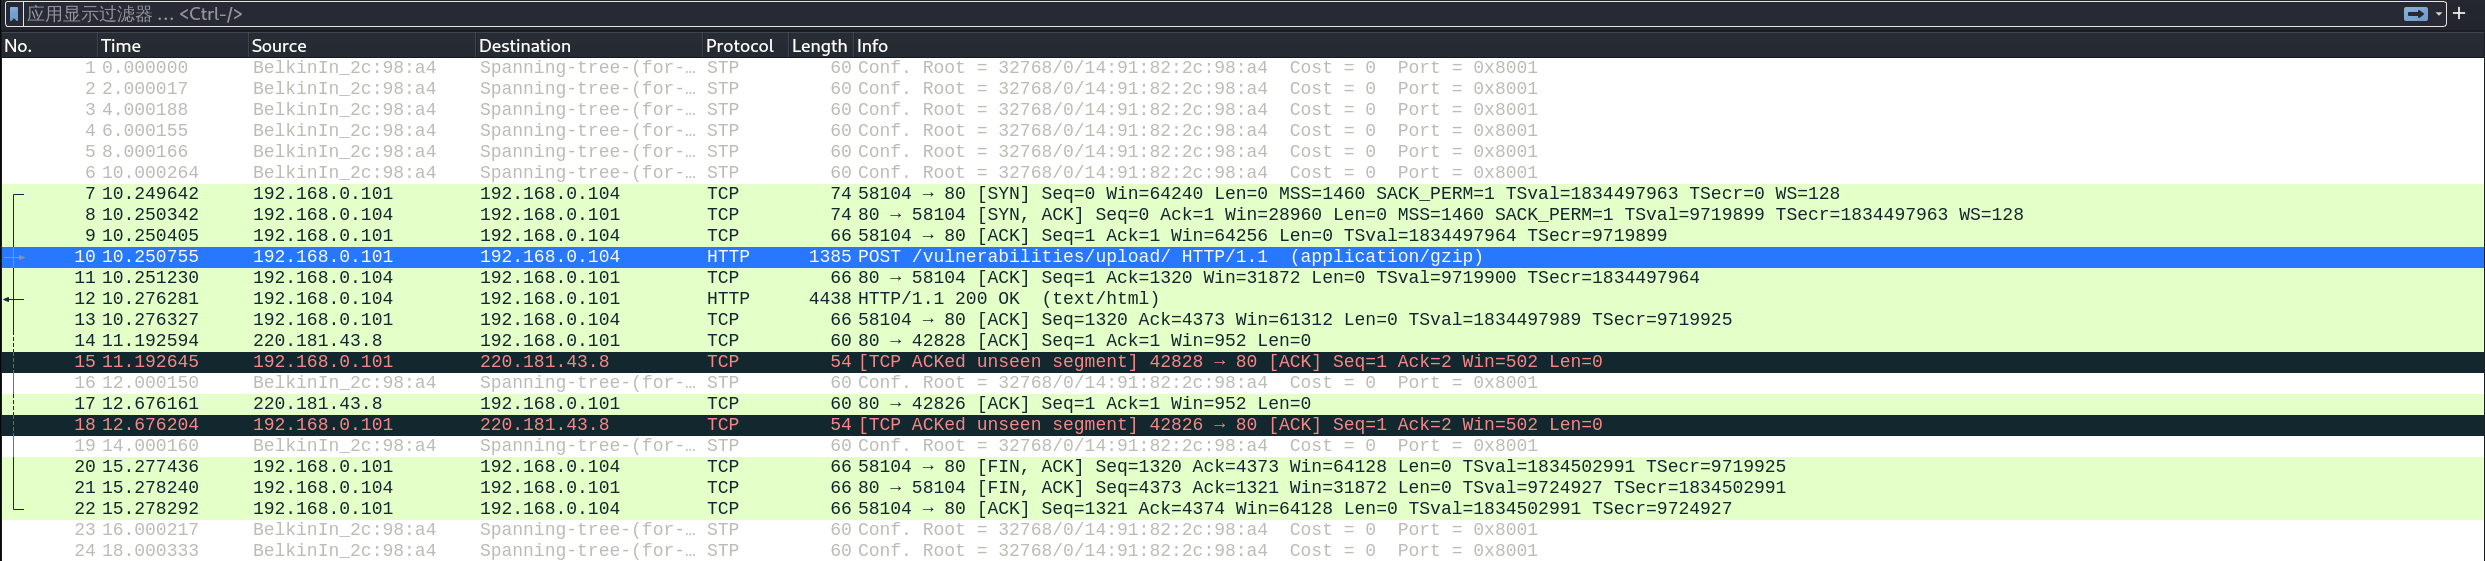 应用显示过滤器 … <Ctrl-/>
No. Time Source Destination Protocol Length Info
1 0.000000 BelkinIn_2c:98:a4 Spanning-tree-(for-… STP 60 Conf. Root = 32768/0/14:91:82:2c:98:a4 Cost = 0 Port = 0x8001
2 2.000017 BelkinIn_2c:98:a4 Spanning-tree-(for-… STP 60 Conf. Root = 32768/0/14:91:82:2c:98:a4 Cost = 0 Port = 0x8001
3 4.000188 BelkinIn_2c:98:a4 Spanning-tree-(for-… STP 60 Conf. Root = 32768/0/14:91:82:2c:98:a4 Cost = 0 Port = 0x8001
4 6.000155 BelkinIn_2c:98:a4 Spanning-tree-(for-… STP 60 Conf. Root = 32768/0/14:91:82:2c:98:a4 Cost = 0 Port = 0x8001
5 8.000166 BelkinIn_2c:98:a4 Spanning-tree-(for-… STP 60 Conf. Root = 32768/0/14:91:82:2c:98:a4 Cost = 0 Port = 0x8001
6 10.000264 BelkinIn_2c:98:a4 Spanning-tree-(for-… STP 60 Conf. Root = 32768/0/14:91:82:2c:98:a4 Cost = 0 Port = 0x8001
7 10.249642 192.168.0.101 192.168.0.104 TCP 74 58104 → 80 [SYN] Seq=0 Win=64240 Len=0 MSS=1460 SACK_PERM=1 TSval=1834497963 TSecr=0 WS=128
8 10.250342 192.168.0.104 192.168.0.101 TCP 74 80 → 58104 [SYN, ACK] Seq=0 Ack=1 Win=28960 Len=0 MSS=1460 SACK_PERM=1 TSval=9719899 TSecr=1834497963 WS=128
9 10.250405 192.168.0.101 192.168.0.104 TCP 66 58104 → 80 [ACK] Seq=1 Ack=1 Win=64256 Len=0 TSval=1834497964 TSecr=9719899
10 10.250755 192.168.0.101 192.168.0.104 HTTP 1385 POST /vulnerabilities/upload/ HTTP/1.1 (application/gzip)
11 10.251230 192.168.0.104 192.168.0.101 TCP 66 80 → 58104 [ACK] Seq=1 Ack=1320 Win=31872 Len=0 TSval=9719900 TSecr=1834497964
12 10.276281 192.168.0.104 192.168.0.101 HTTP 4438 HTTP/1.1 200 OK (text/html)
13 10.276327 192.168.0.101 192.168.0.104 TCP 66 58104 → 80 [ACK] Seq=1320 Ack=4373 Win=61312 Len=0 TSval=1834497989 TSecr=9719925
14 11.192594 220.181.43.8 192.168.0.101 TCP 60 80 → 42828 [ACK] Seq=1 Ack=1 Win=952 Len=0
15 11.192645 192.168.0.101 220.181.43.8 TCP 54 [TCP ACKed unseen segment] 42828 → 80 [ACK] Seq=1 Ack=2 Win=502 Len=0
16 12.000150 BelkinIn_2c:98:a4 Spanning-tree-(for-… STP 60 Conf. Root = 32768/0/14:91:82:2c:98:a4 Cost = 0 Port = 0x8001
17 12.676161 220.181.43.8 192.168.0.101 TCP 60 80 → 42826 [ACK] Seq=1 Ack=1 Win=952 Len=0
18 12.676204 192.168.0.101 220.181.43.8 TCP 54 [TCP ACKed unseen segment] 42826 → 80 [ACK] Seq=1 Ack=2 Win=502 Len=0
19 14.000160 BelkinIn_2c:98:a4 Spanning-tree-(for-… STP 60 Conf. Root = 32768/0/14:91:82:2c:98:a4 Cost = 0 Port = 0x8001
20 15.277436 192.168.0.101 192.168.0.104 TCP 66 58104 → 80 [FIN, ACK] Seq=1320 Ack=4373 Win=64128 Len=0 TSval=1834502991 TSecr=9719925
21 15.278240 192.168.0.104 192.168.0.101 TCP 66 80 → 58104 [FIN, ACK] Seq=4373 Ack=1321 Win=31872 Len=0 TSval=9724927 TSecr=1834502991
22 15.278292 192.168.0.101 192.168.0.104 TCP 66 58104 → 80 [ACK] Seq=1321 Ack=4374 Win=64128 Len=0 TSval=1834502991 TSecr=9724927
23 16.000217 BelkinIn_2c:98:a4 Spanning-tree-(for-… STP 60 Conf. Root = 32768/0/14:91:82:2c:98:a4 Cost = 0 Port = 0x8001
24 18.000333 BelkinIn_2c:98:a4 Spanning-tree-(for-… STP 60 Conf. Root = 32768/0/14:91:82:2c:98:a4 Cost = 0 Port = 0x8001